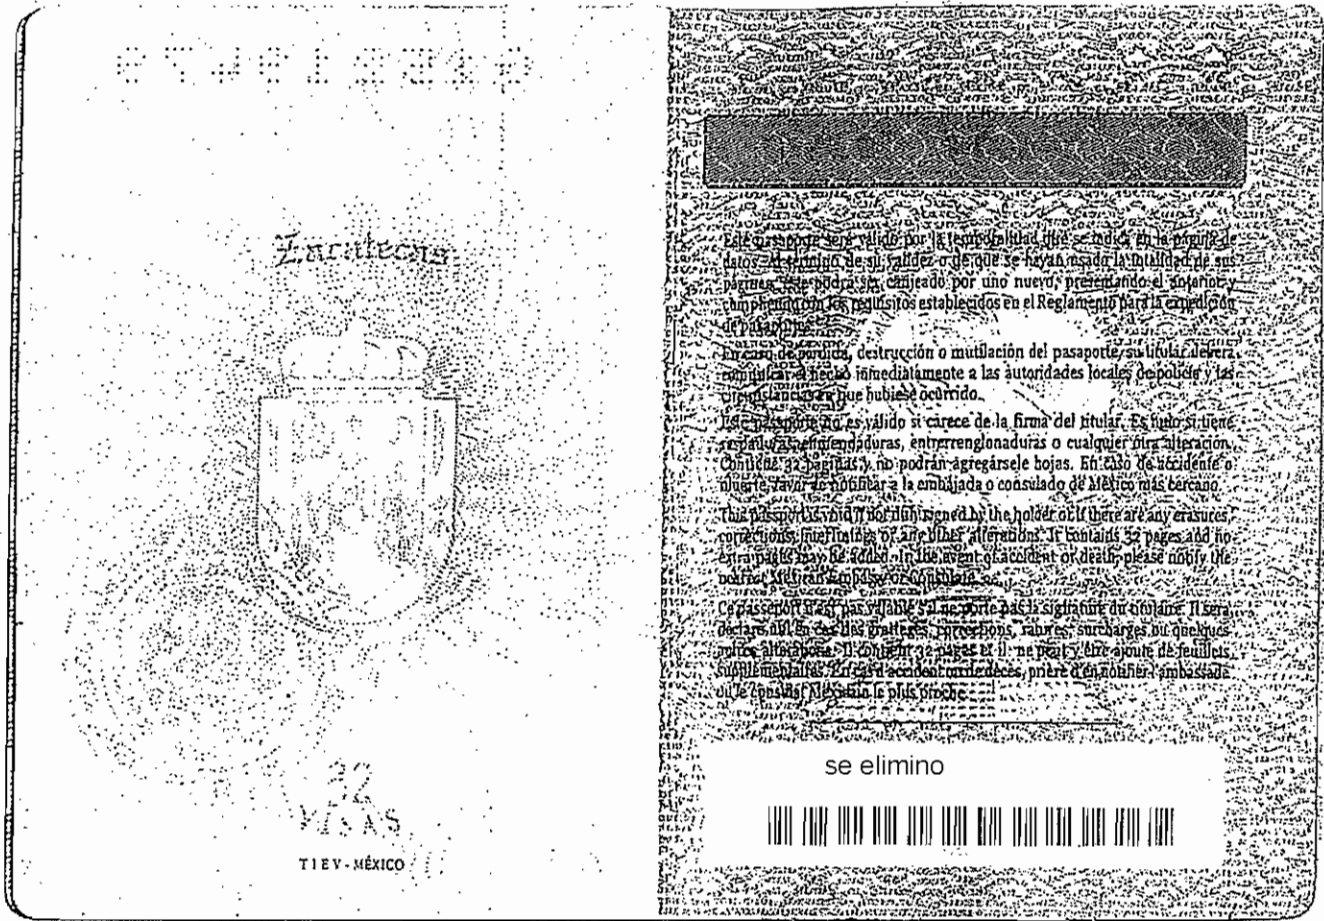 Zacatecas
32
VISAS
TIEV - MÉXICO
Este pasaporte será válido por la temporalidad que se indica en la página de
datos. Al término de su validez o de que se hayan usado la totalidad de sus
páginas, éste podrá ser canjeado por uno nuevo, presentando el anterior y
cumpliendo con los requisitos establecidos en el Reglamento para la expedición
de pasaportes.
En caso de pérdida, destrucción o mutilación del pasaporte, su titular deberá
comunicar el hecho inmediatamente a las autoridades locales de policía y las
circunstancias en que hubiese ocurrido.
Este pasaporte no es válido si carece de la firma del titular. Es nulo si tiene
raspaduras, enmendaduras, entrerrenglonaduras o cualquier otra alteración.
Contiene 32 páginas y no podrán agregársele hojas. En caso de accidente o
muerte, favor de notificar a la embajada o consulado de México más cercano.
This passport is void if not duly signed by the holder or if there are any erasures,
corrections, interlinings or any other alterations. It contains 32 pages and no
extra pages may be added. In the event of accident or death, please notify the
nearest Mexican Embassy or Consulate.
Ce passeport n'est pas valable s'il ne porte pas la signature du titulaire. Il sera
déclaré nul en cas des grattages, corrections, ratures, surcharges ou quelques
autres altérations. Il contient 32 pages et il ne peut y être ajouté de feuillets
supplémentaires. En cas d'accident ou de décès, prière d'en notifier l'ambassade
ou le consulat Mexicain le plus proche.
se elimino